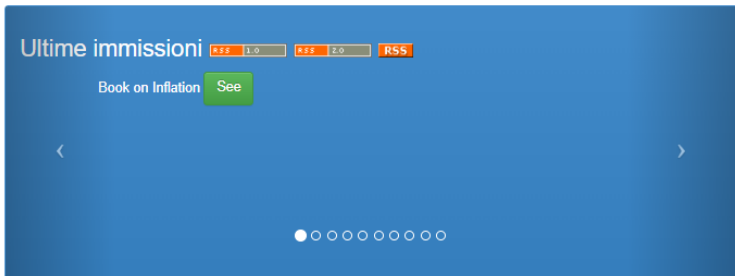 Ultime immissioni RSS 1.0 RSS 2.0 RSS
Book on Inflation See